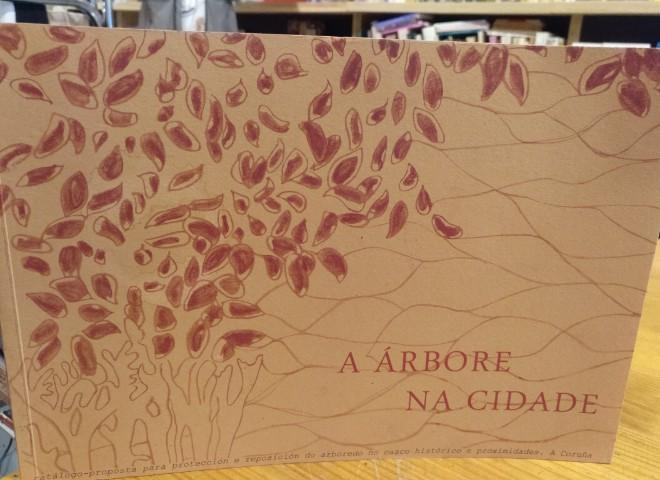 A ÁRBORE
NA CIDADE
catálogo-proposta para protección e reposición do arboredo no casco histórico e proximidades. A Coruña